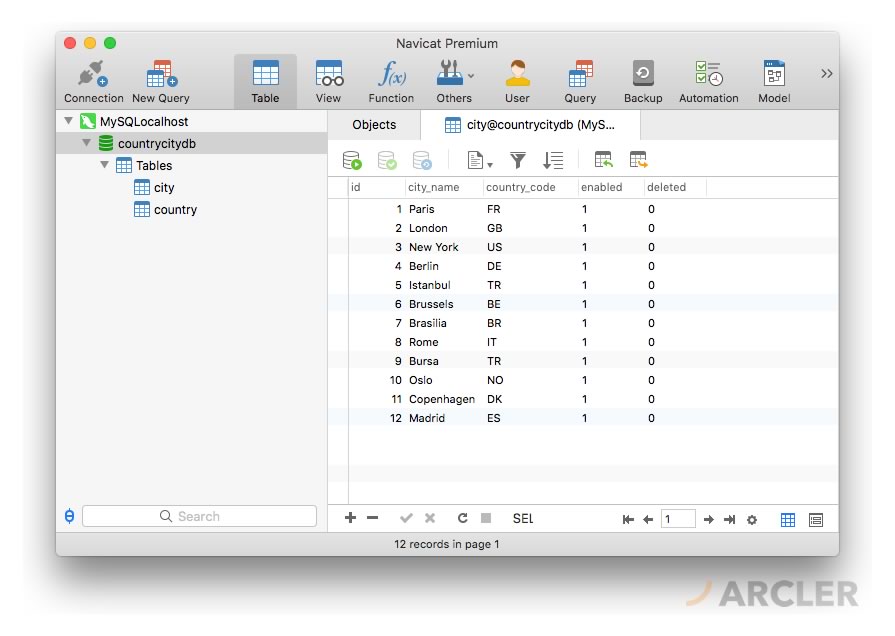 Navicat Premium
Connection New Query Table View Function Others User Query Backup Automation Model
f(x)
MySQLocalhost
countrycitydb
Tables
city
country
Objects city@countrycitydb (MyS...
id city_name country_code enabled deleted
1 Paris FR 1 0
2 London GB 1 0
3 New York US 1 0
4 Berlin DE 1 0
5 Istanbul TR 1 0
6 Brussels BE 1 0
7 Brasilia BR 1 0
8 Rome IT 1 0
9 Bursa TR 1 0
10 Oslo NO 1 0
11 Copenhagen DK 1 0
12 Madrid ES 1 0
Search
SEL 1
12 records in page 1
ARCLER